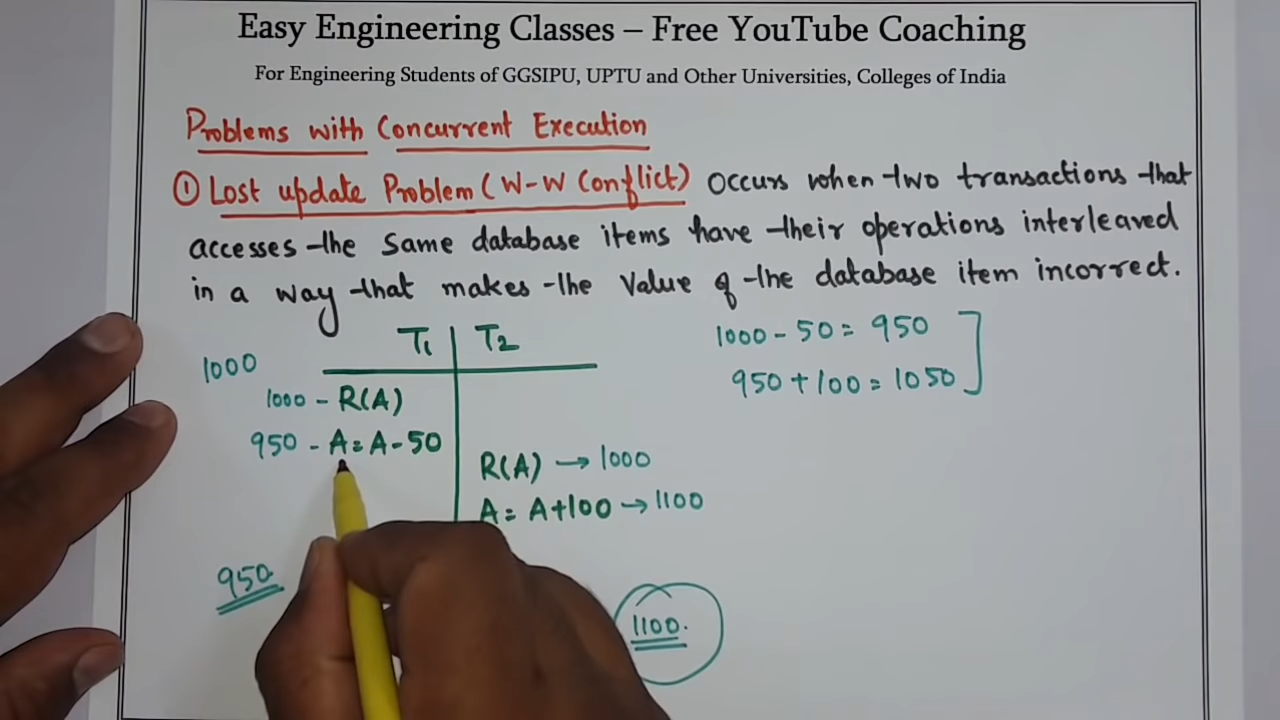 Easy Engineering Classes – Free YouTube Coaching
For Engineering Students of GGSIPU, UPTU and Other Universities, Colleges of India
Problems with Concurrent Execution
① Lost update Problem (W-W Conflict) occurs when two transactions that
accesses the same database items have their operations interleaved
in a way that makes the value of the database item incorrect.
T1 T2
1000
1000 - R(A)
950 - A = A - 50
R(A) → 1000
A = A + 100 → 1100
950
1100.
1000 - 50 = 950
950 + 100 = 1050